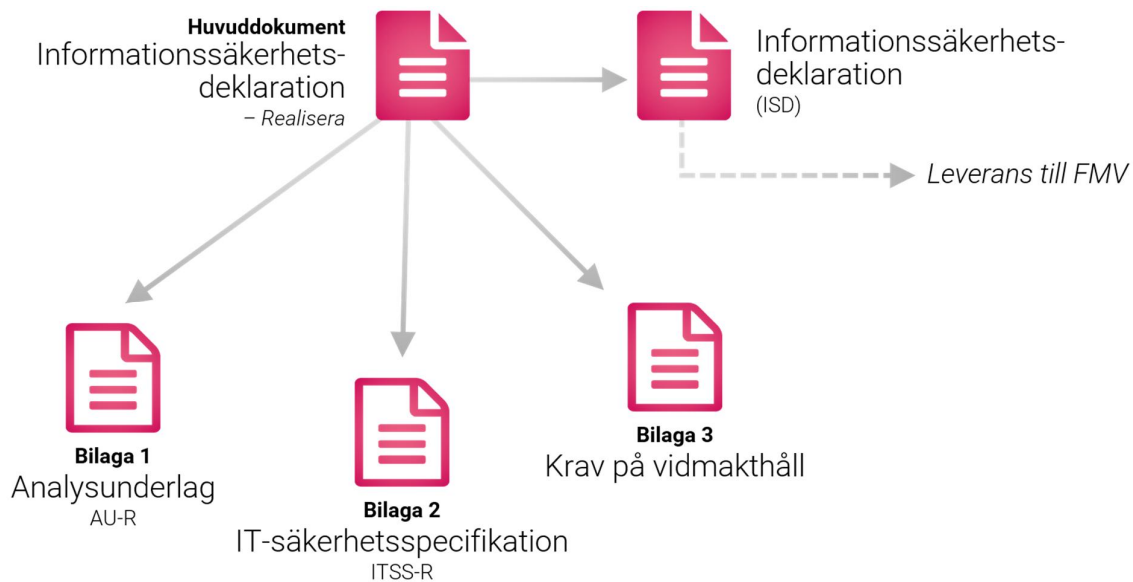 Huvuddokument
Informationssäkerhets-
deklaration
– Realisera
Informationssäkerhets-
deklaration
(ISD)
Leverans till FMV
Bilaga 1
Analysunderlag
AU-R
Bilaga 2
IT-säkerhetsspecifikation
ITSS-R
Bilaga 3
Krav på vidmakthåll